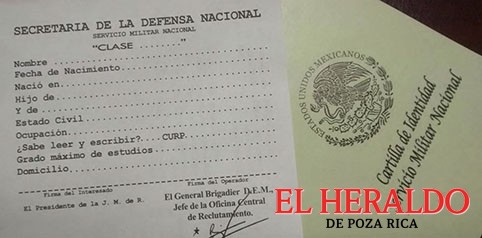 SECRETARIA DE LA DEFENSA NACIONAL
SERVICIO MILITAR NACIONAL
"CLASE ........"
Nombre
Fecha de Nacimiento
Nació en
Hijo de
Y de
Estado Civil
Ocupación
¿Sabe leer y escribir?....CURP.
Grado máximo de estudios
Domicilio
Firma del Interesado
Firma del Operador
El Presidente de la J. M. de R.
El General Brigadier D.E.M.,
Jefe de la Oficina Central
de Reclutamiento.
ESTADOS UNIDOS MEXICANOS
Cartilla de Identidad
Servicio Militar Nacional
EL HERALDO
DE POZA RICA